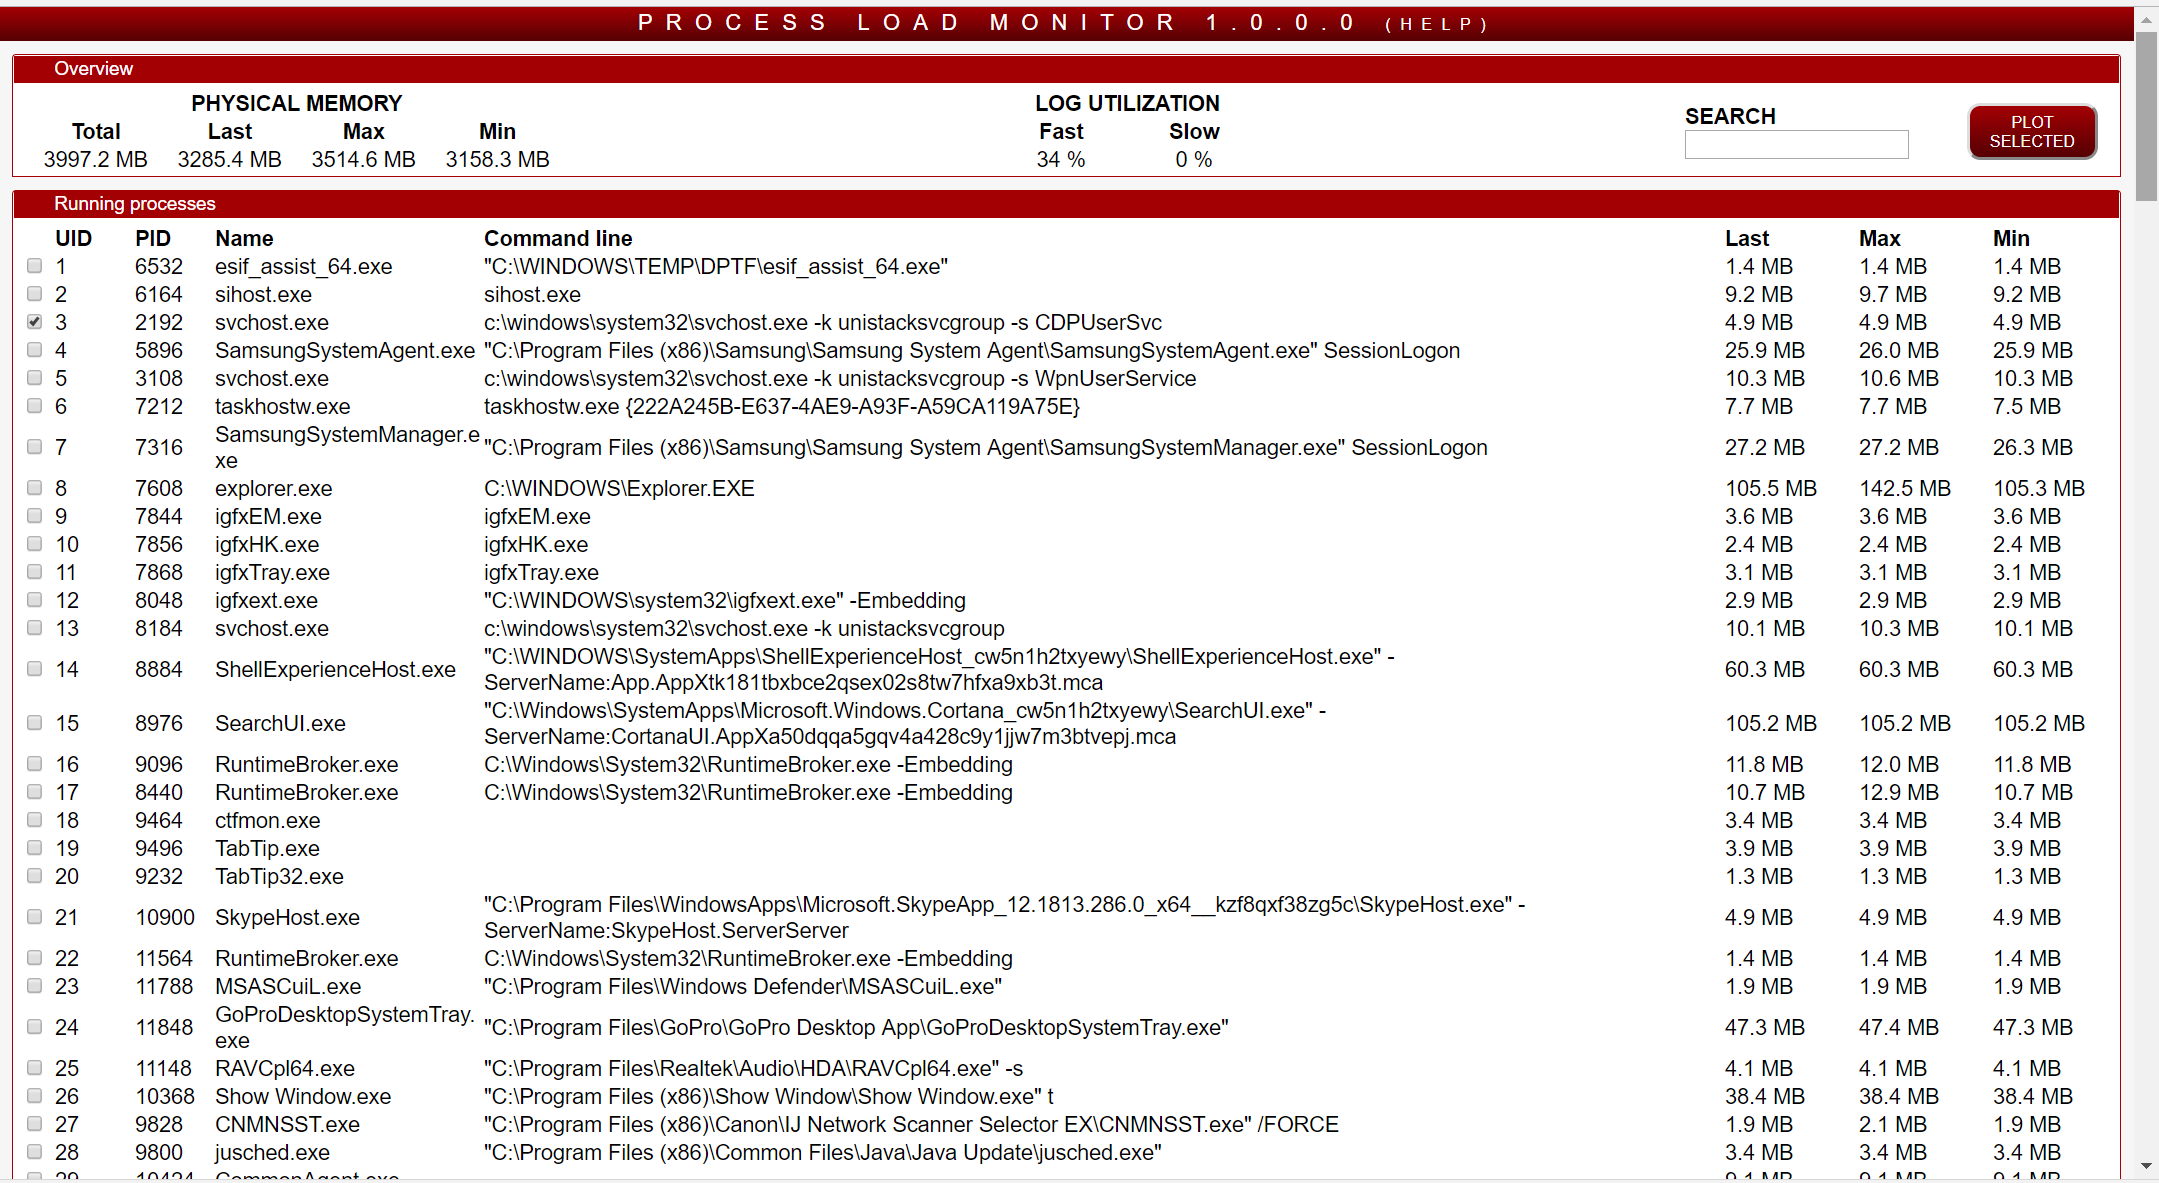 PROCESS LOAD MONITOR 1.0.0.0 (HELP)
Overview
PHYSICAL MEMORY
Total Last Max Min
3997.2 MB 3285.4 MB 3514.6 MB 3158.3 MB
LOG UTILIZATION
Fast Slow
34 % 0 %
SEARCH
PLOT
SELECTED
Running processes
UID PID Name Command line Last Max Min
1 6532 esif_assist_64.exe "C:\WINDOWS\TEMP\DPTF\esif_assist_64.exe" 1.4 MB 1.4 MB 1.4 MB
2 6164 sihost.exe sihost.exe 9.2 MB 9.7 MB 9.2 MB
3 2192 svchost.exe c:\windows\system32\svchost.exe -k unistacksvcgroup -s CDPUserSvc 4.9 MB 4.9 MB 4.9 MB
4 5896 SamsungSystemAgent.exe "C:\Program Files (x86)\Samsung\Samsung System Agent\SamsungSystemAgent.exe" SessionLogon 25.9 MB 26.0 MB 25.9 MB
5 3108 svchost.exe c:\windows\system32\svchost.exe -k unistacksvcgroup -s WpnUserService 10.3 MB 10.6 MB 10.3 MB
6 7212 taskhostw.exe taskhostw.exe {222A245B-E637-4AE9-A93F-A59CA119A75E} 7.7 MB 7.7 MB 7.5 MB
7 7316 SamsungSystemManager.e
xe "C:\Program Files (x86)\Samsung\Samsung System Agent\SamsungSystemManager.exe" SessionLogon 27.2 MB 27.2 MB 26.3 MB
8 7608 explorer.exe C:\WINDOWS\Explorer.EXE 105.5 MB 142.5 MB 105.3 MB
9 7844 igfxEM.exe igfxEM.exe 3.6 MB 3.6 MB 3.6 MB
10 7856 igfxHK.exe igfxHK.exe 2.4 MB 2.4 MB 2.4 MB
11 7868 igfxTray.exe igfxTray.exe 3.1 MB 3.1 MB 3.1 MB
12 8048 igfxext.exe "C:\WINDOWS\system32\igfxext.exe" -Embedding 2.9 MB 2.9 MB 2.9 MB
13 8184 svchost.exe c:\windows\system32\svchost.exe -k unistacksvcgroup 10.1 MB 10.3 MB 10.1 MB
14 8884 ShellExperienceHost.exe "C:\WINDOWS\SystemApps\ShellExperienceHost_cw5n1h2txyewy\ShellExperienceHost.exe" -
ServerName:App.AppXtk181tbxbce2qsex02s8tw7hfxa9xb3t.mca 60.3 MB 60.3 MB 60.3 MB
15 8976 SearchUI.exe "C:\Windows\SystemApps\Microsoft.Windows.Cortana_cw5n1h2txyewy\SearchUI.exe" -
ServerName:CortanaUI.AppXa50dqqa5gqv4a428c9y1jjw7m3btvepj.mca 105.2 MB 105.2 MB 105.2 MB
16 9096 RuntimeBroker.exe C:\Windows\System32\RuntimeBroker.exe -Embedding 11.8 MB 12.0 MB 11.8 MB
17 8440 RuntimeBroker.exe C:\Windows\System32\RuntimeBroker.exe -Embedding 10.7 MB 12.9 MB 10.7 MB
18 9464 ctfmon.exe 3.4 MB 3.4 MB 3.4 MB
19 9496 TabTip.exe 3.9 MB 3.9 MB 3.9 MB
20 9232 TabTip32.exe 1.3 MB 1.3 MB 1.3 MB
21 10900 SkypeHost.exe "C:\Program Files\WindowsApps\Microsoft.SkypeApp_12.1813.286.0_x64__kzf8qxf38zg5c\SkypeHost.exe" -
ServerName:SkypeHost.ServerServer 4.9 MB 4.9 MB 4.9 MB
22 11564 RuntimeBroker.exe C:\Windows\System32\RuntimeBroker.exe -Embedding 1.4 MB 1.4 MB 1.4 MB
23 11788 MSASCuiL.exe "C:\Program Files\Windows Defender\MSASCuiL.exe" 1.9 MB 1.9 MB 1.9 MB
24 11848 GoProDesktopSystemTray.
exe "C:\Program Files\GoPro\GoPro Desktop App\GoProDesktopSystemTray.exe" 47.3 MB 47.4 MB 47.3 MB
25 11148 RAVCpl64.exe "C:\Program Files\Realtek\Audio\HDA\RAVCpl64.exe" -s 4.1 MB 4.1 MB 4.1 MB
26 10368 Show Window.exe "C:\Program Files (x86)\Show Window\Show Window.exe" t 38.4 MB 38.4 MB 38.4 MB
27 9828 CNMNSST.exe "C:\Program Files (x86)\Canon\IJ Network Scanner Selector EX\CNMNSST.exe" /FORCE 1.9 MB 2.1 MB 1.9 MB
28 9800 jusched.exe "C:\Program Files (x86)\Common Files\Java\Java Update\jusched.exe" 3.4 MB 3.4 MB 3.4 MB
29 10424 CommonAgent.exe 9.1 MB 9.1 MB 9.1 MB